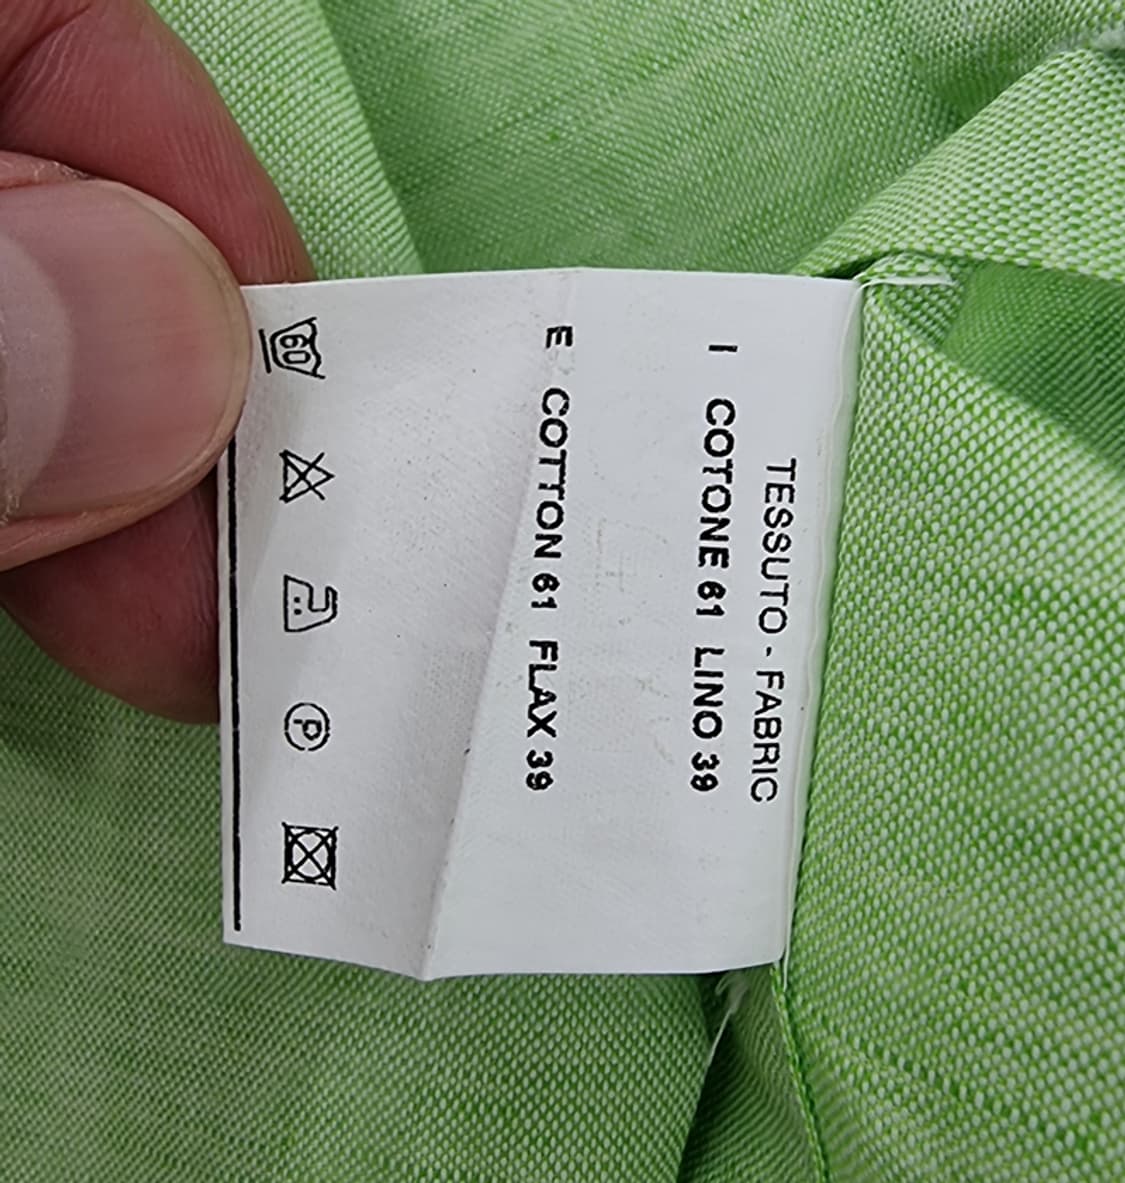 TESSUTO - FABRIC
I COTONE 61 LINO 39
E COTTON 61 FLAX 39
60 P